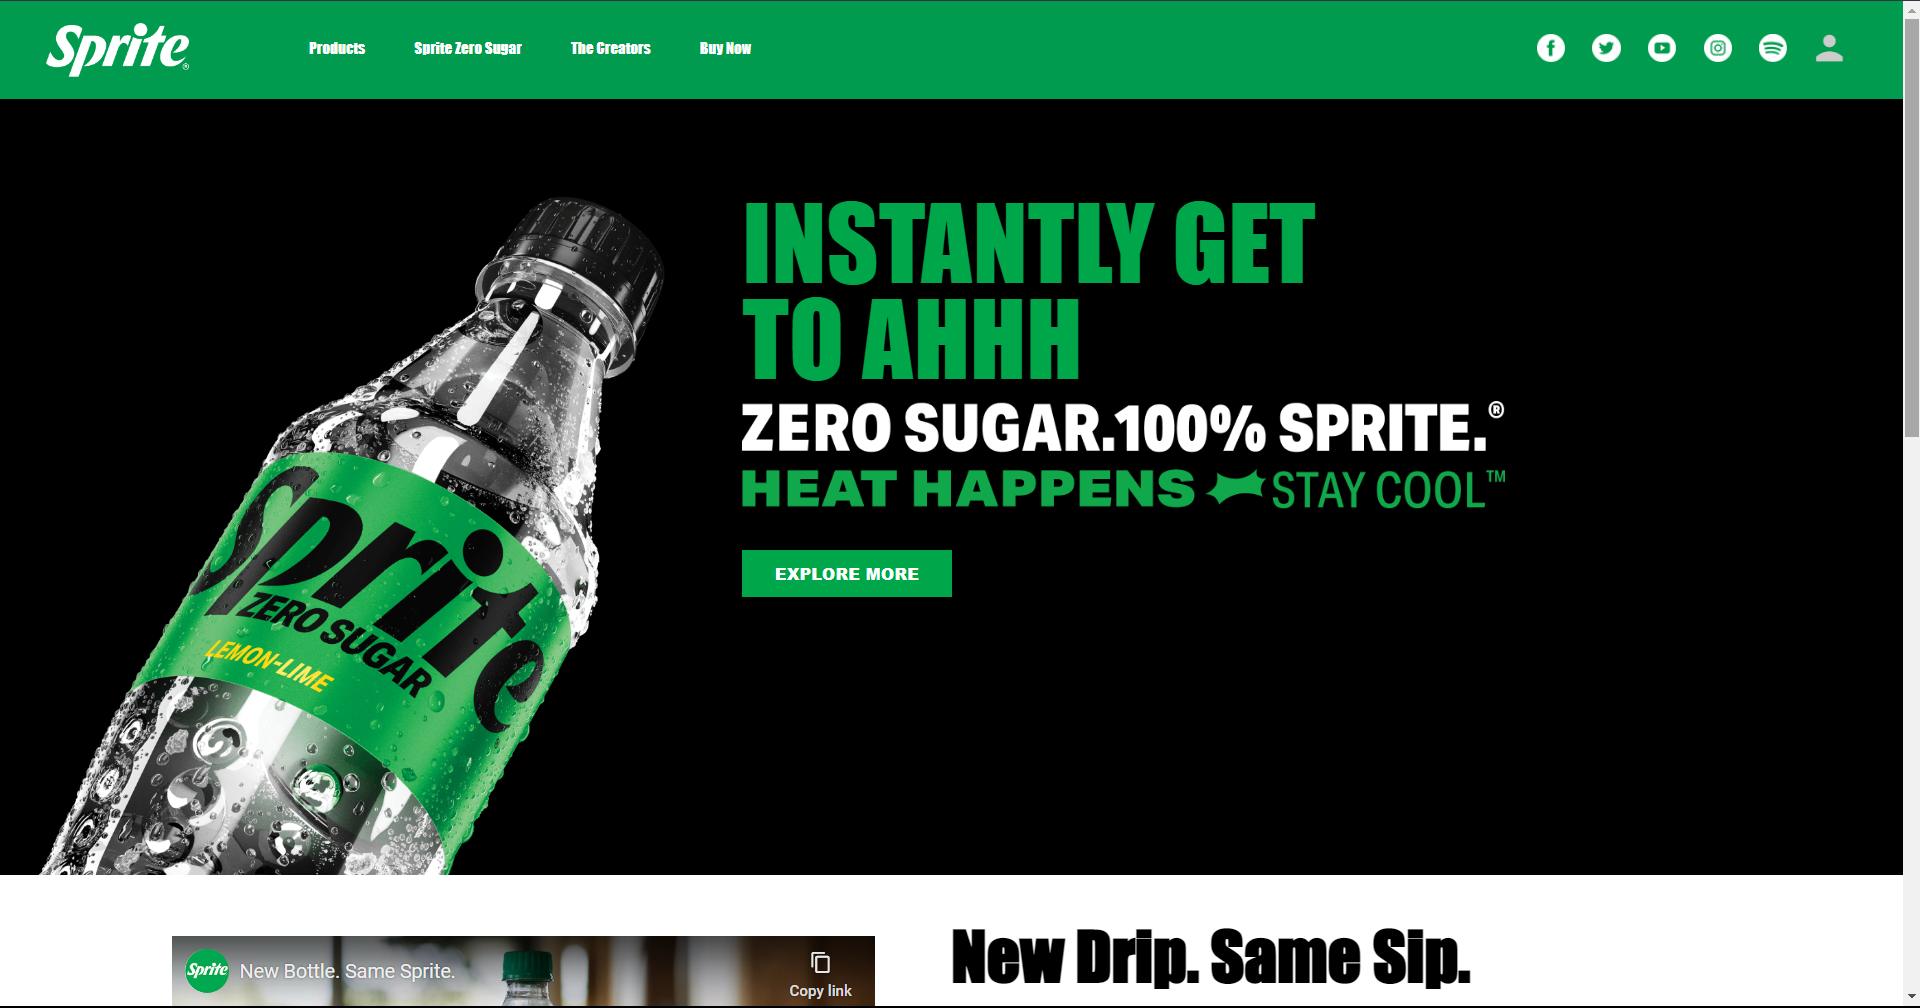 Sprite®
Products
Sprite Zero Sugar
The Creators
Buy Now
INSTANTLY GET
TO AHHH
ZERO SUGAR.100% SPRITE.®
HEAT HAPPENS STAY COOL™
EXPLORE MORE
Sprite
ZERO SUGAR
LEMON-LIME
Sprite
New Bottle. Same Sprite.
Copy link
New Drip. Same Sip.